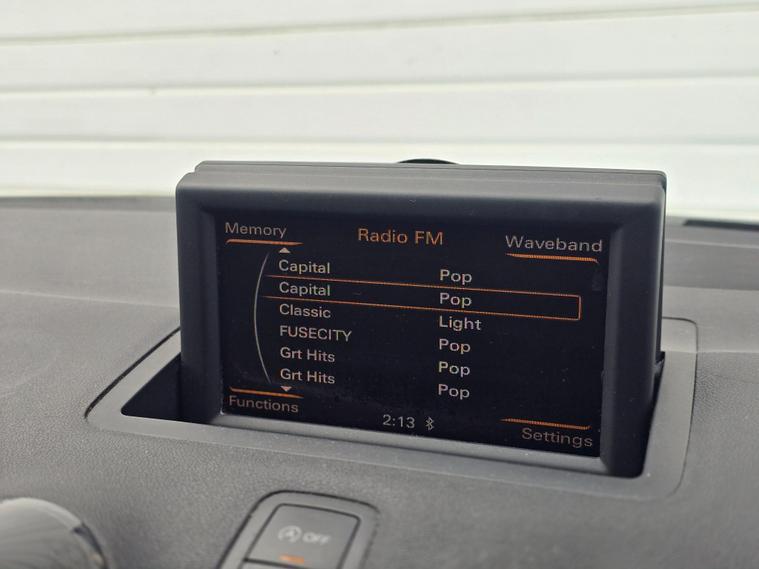 Memory
Radio FM
Waveband
Capital Pop
Capital Pop
Classic Light
FUSECITY Pop
Grt Hits Pop
Grt Hits Pop
Functions
2:13
Settings
OFF